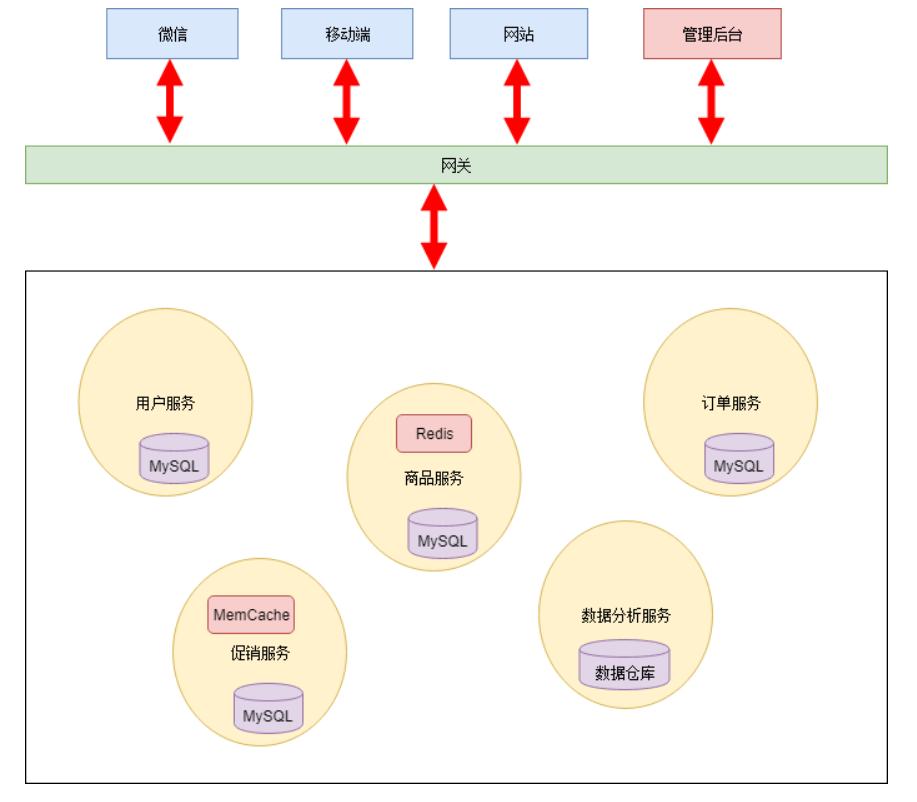 微信
移动端
网站
管理后台
网关
用户服务
MySQL
Redis
商品服务
MySQL
订单服务
MySQL
MemCache
促销服务
MySQL
数据分析服务
数据仓库